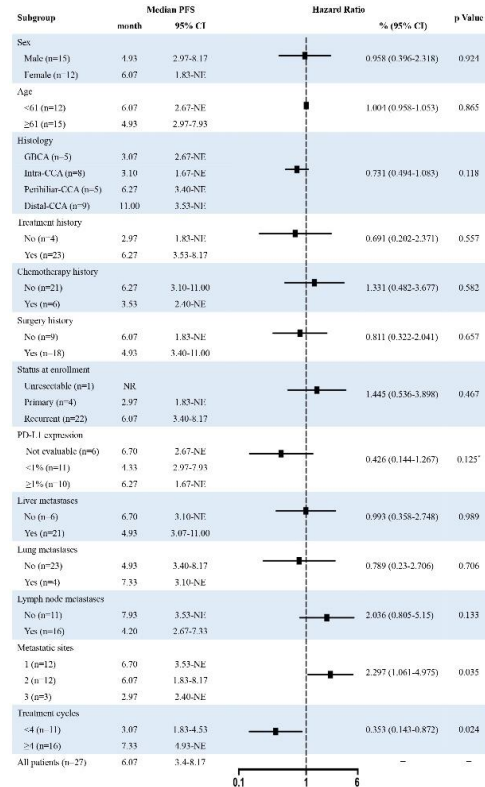 Subgroup Median PFS Hazard Ratio p Value
month 95% CI % (95% CI)
Sex
Male (n=15) 4.93 2.97-8.17 0.958 (0.396-2.318) 0.924
Female (n=12) 6.07 1.83-NE
Age
<61 (n=12) 6.07 2.67-NE 1.004 (0.958-1.053) 0.865
≥61 (n=15) 4.93 2.97-7.93
Histology
GBCA (n=5) 3.07 2.67-NE
Intra-CCA (n=8) 3.10 1.67-NE 0.731 (0.494-1.083) 0.118
Perihiliar-CCA (n=5) 6.27 3.40-NE
Distal-CCA (n=9) 11.00 3.53-NE
Treatment history
No (n=4) 2.97 1.83-NE 0.691 (0.202-2.371) 0.557
Yes (n=23) 6.27 3.53-8.17
Chemotherapy history
No (n=21) 6.27 3.10-11.00 1.331 (0.482-3.677) 0.582
Yes (n=6) 3.53 2.40-NE
Surgery history
No (n=9) 6.07 1.83-NE 0.811 (0.322-2.041) 0.657
Yes (n=18) 4.93 3.40-11.00
Status at enrollment
Unresectable (n=1) NR
Primary (n=4) 2.97 1.83-NE 1.445 (0.536-3.898) 0.467
Recurrent (n=22) 6.07 3.40-8.17
PD-L1 expression
Not evaluable (n=6) 6.70 2.67-NE
<1% (n=11) 4.33 2.97-7.93 0.426 (0.144-1.267) 0.125*
≥1% (n=10) 6.27 1.67-NE
Liver metastases
No (n=6) 6.70 3.10-NE 0.993 (0.358-2.748) 0.989
Yes (n=21) 4.93 3.07-11.00
Lung metastases
No (n=23) 4.93 3.40-8.17 0.789 (0.23-2.706) 0.706
Yes (n=4) 7.33 3.10-NE
Lymph node metastases
No (n=11) 7.93 3.53-NE 2.036 (0.805-5.15) 0.133
Yes (n=16) 4.20 2.67-7.33
Metastatic sites
1 (n=12) 6.70 3.53-NE
2 (n=12) 6.07 1.83-8.17 2.297 (1.061-4.975) 0.035
3 (n=3) 2.97 2.40-NE
Treatment cycles
<4 (n=11) 3.07 1.83-4.53 0.353 (0.143-0.872) 0.024
≥4 (n=16) 7.33 4.93-NE
All patients (n=27) 6.07 3.4-8.17 – –
0.1 1 6